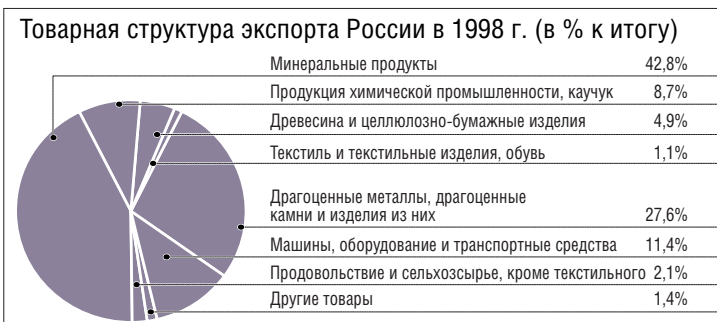 Товарная структура экспорта России в 1998 г. (в % к итогу)
Минеральные продукты 42,8%
Продукция химической промышленности, каучук 8,7%
Древесина и целлюлозно-бумажные изделия 4,9%
Текстиль и текстильные изделия, обувь 1,1%
Драгоценные металлы, драгоценные
камни и изделия из них 27,6%
Машины, оборудование и транспортные средства 11,4%
Продовольствие и сельхозсырье, кроме текстильного 2,1%
Другие товары 1,4%